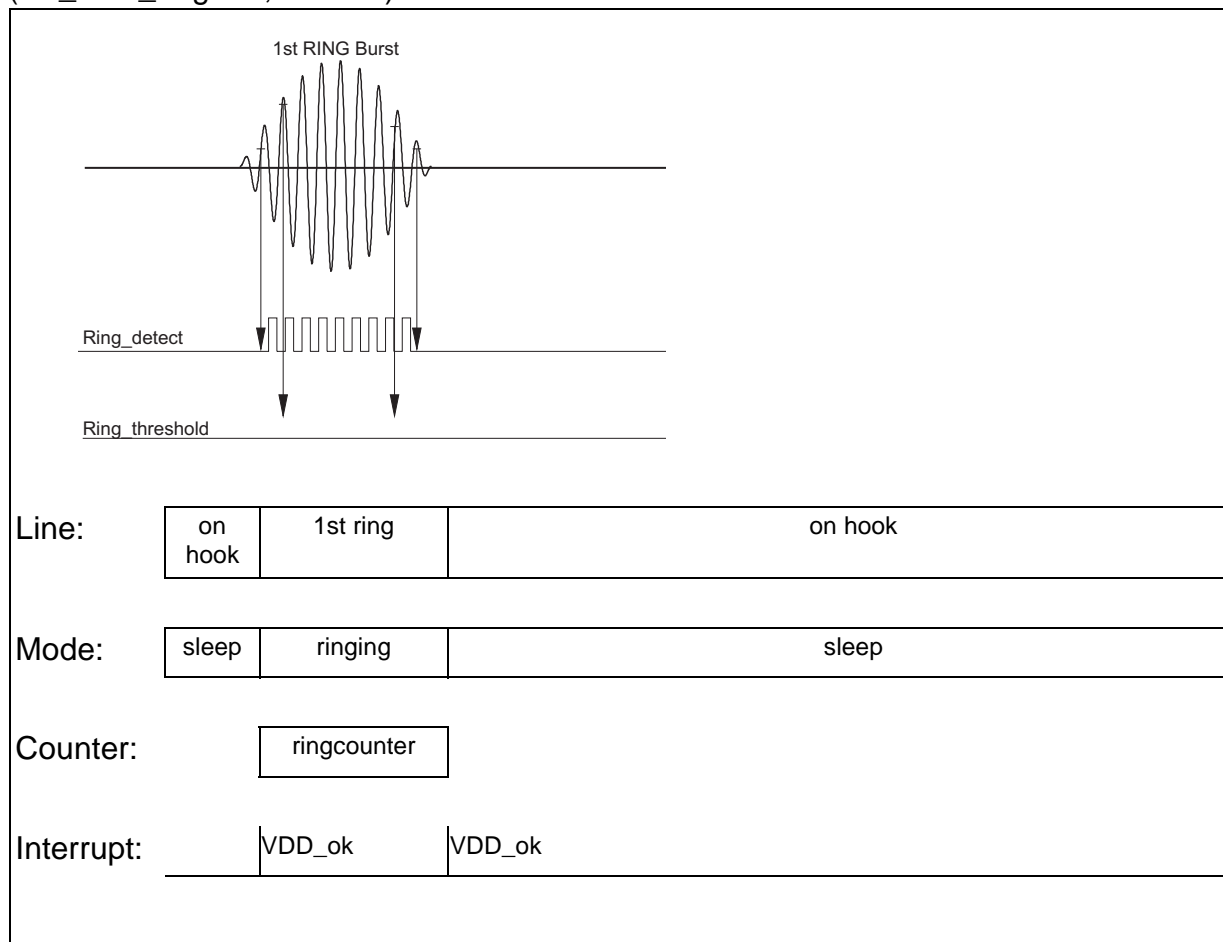 1st RING Burst
Ring_detect
Ring_threshold
Line:
on
hook
1st ring
on hook
Mode:
sleep
ringing
sleep
Counter:
ringcounter
Interrupt:
VDD_ok
VDD_ok